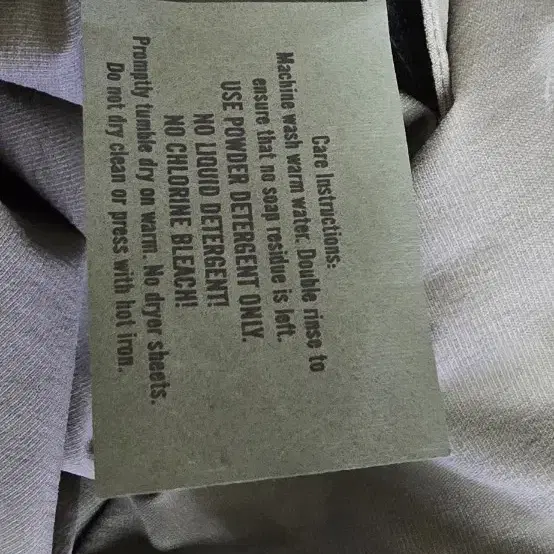 Care Instructions:
Machine wash warm water. Double rinse to
ensure that no soap residue is left.
USE POWDER DETERGENT ONLY.
NO LIQUID DETERGENT!
NO CHLORINE BLEACH!
Promptly tumble dry on warm. No dryer sheets.
Do not dry clean or press with hot iron.